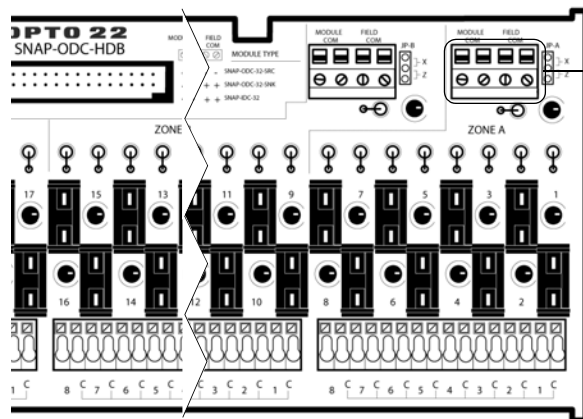 OPTO 22
SNAP-ODC-HDB
MOD
FIELD
COM
MODULE TYPE
- SNAP-ODC-32-SRC
+ + SNAP-ODC-32-SNK
+ + SNAP-IDC-32
MODULE
COM
FIELD
COM
JP-B
X
Z
MODULE
COM
FIELD
COM
JP-A
X
Z
ZONE
ZONE A
17 15 13 11 9 7 5 3 1
16 14 12 10 8 6 4 2
1 C 8 C 7 C 6 C 5 C 4 C 3 C 2 C 1 C 8 C 7 C 6 C 5 C 4 C 3 C 2 C 1 C